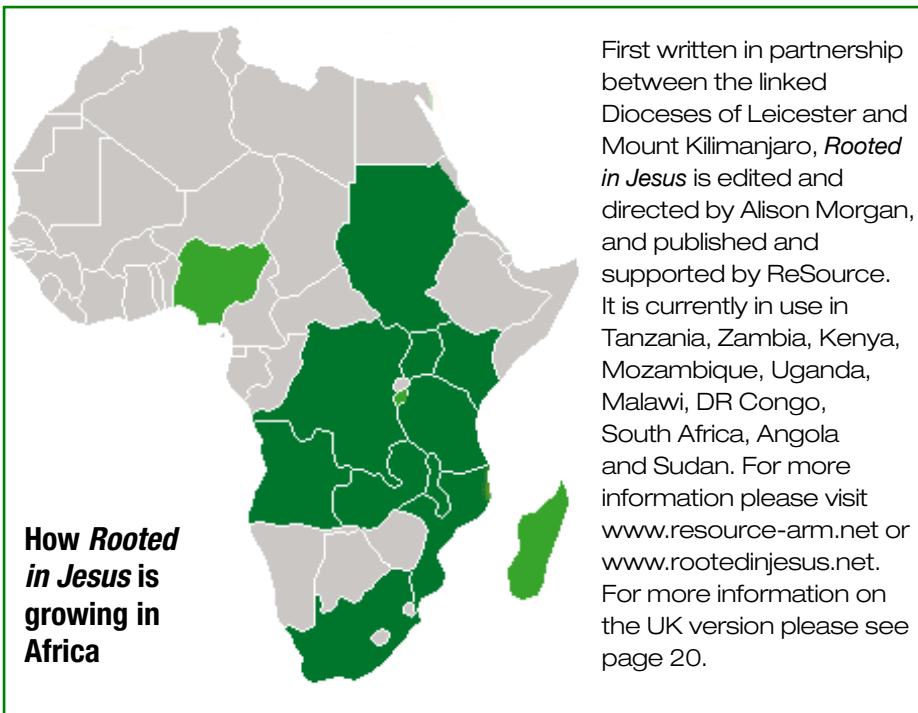 First written in partnership
between the linked
Dioceses of Leicester and
Mount Kilimanjaro, Rooted
in Jesus is edited and
directed by Alison Morgan,
and published and
supported by ReSource.
It is currently in use in
Tanzania, Zambia, Kenya,
Mozambique, Uganda,
Malawi, DR Congo,
South Africa, Angola
and Sudan. For more
information please visit
www.resource-arm.net or
www.rootedinjesus.net.
For more information on
the UK version please see
page 20.
How Rooted
in Jesus is
growing in
Africa